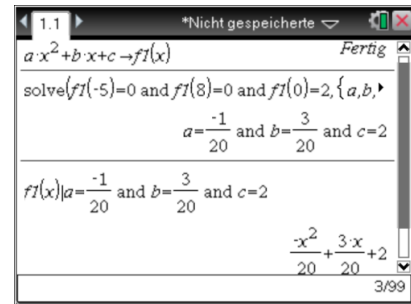 1.1 *Nicht gespeicherte
a·x²+b·x+c→f1(x) Fertig
solve(f1(-5)=0 and f1(8)=0 and f1(0)=2,{a,b,
a=-1/20 and b=3/20 and c=2
f1(x)|a=-1/20 and b=3/20 and c=2
-x²/20+3·x/20+2
3/99